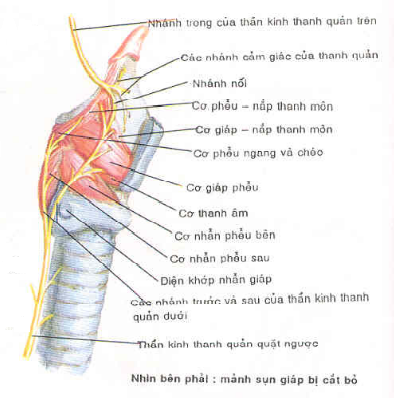 Nhánh trong của thần kinh thanh quản trên
Các nhánh cảm giác của thanh quản
Nhánh nối
Cơ phễu – nắp thanh môn
Cơ giáp – nắp thanh môn
Cơ phễu ngang và chéo
Cơ giáp phễu
Cơ thanh âm
Cơ nhẫn phễu bên
Cơ nhẫn phễu sau
Diện khớp nhẫn giáp
Các nhánh trước và sau của thần kinh thanh
quản dưới
Thần kinh thanh quản quặt ngược
Nhìn bên phải : mảnh sụn giáp bị cắt bỏ